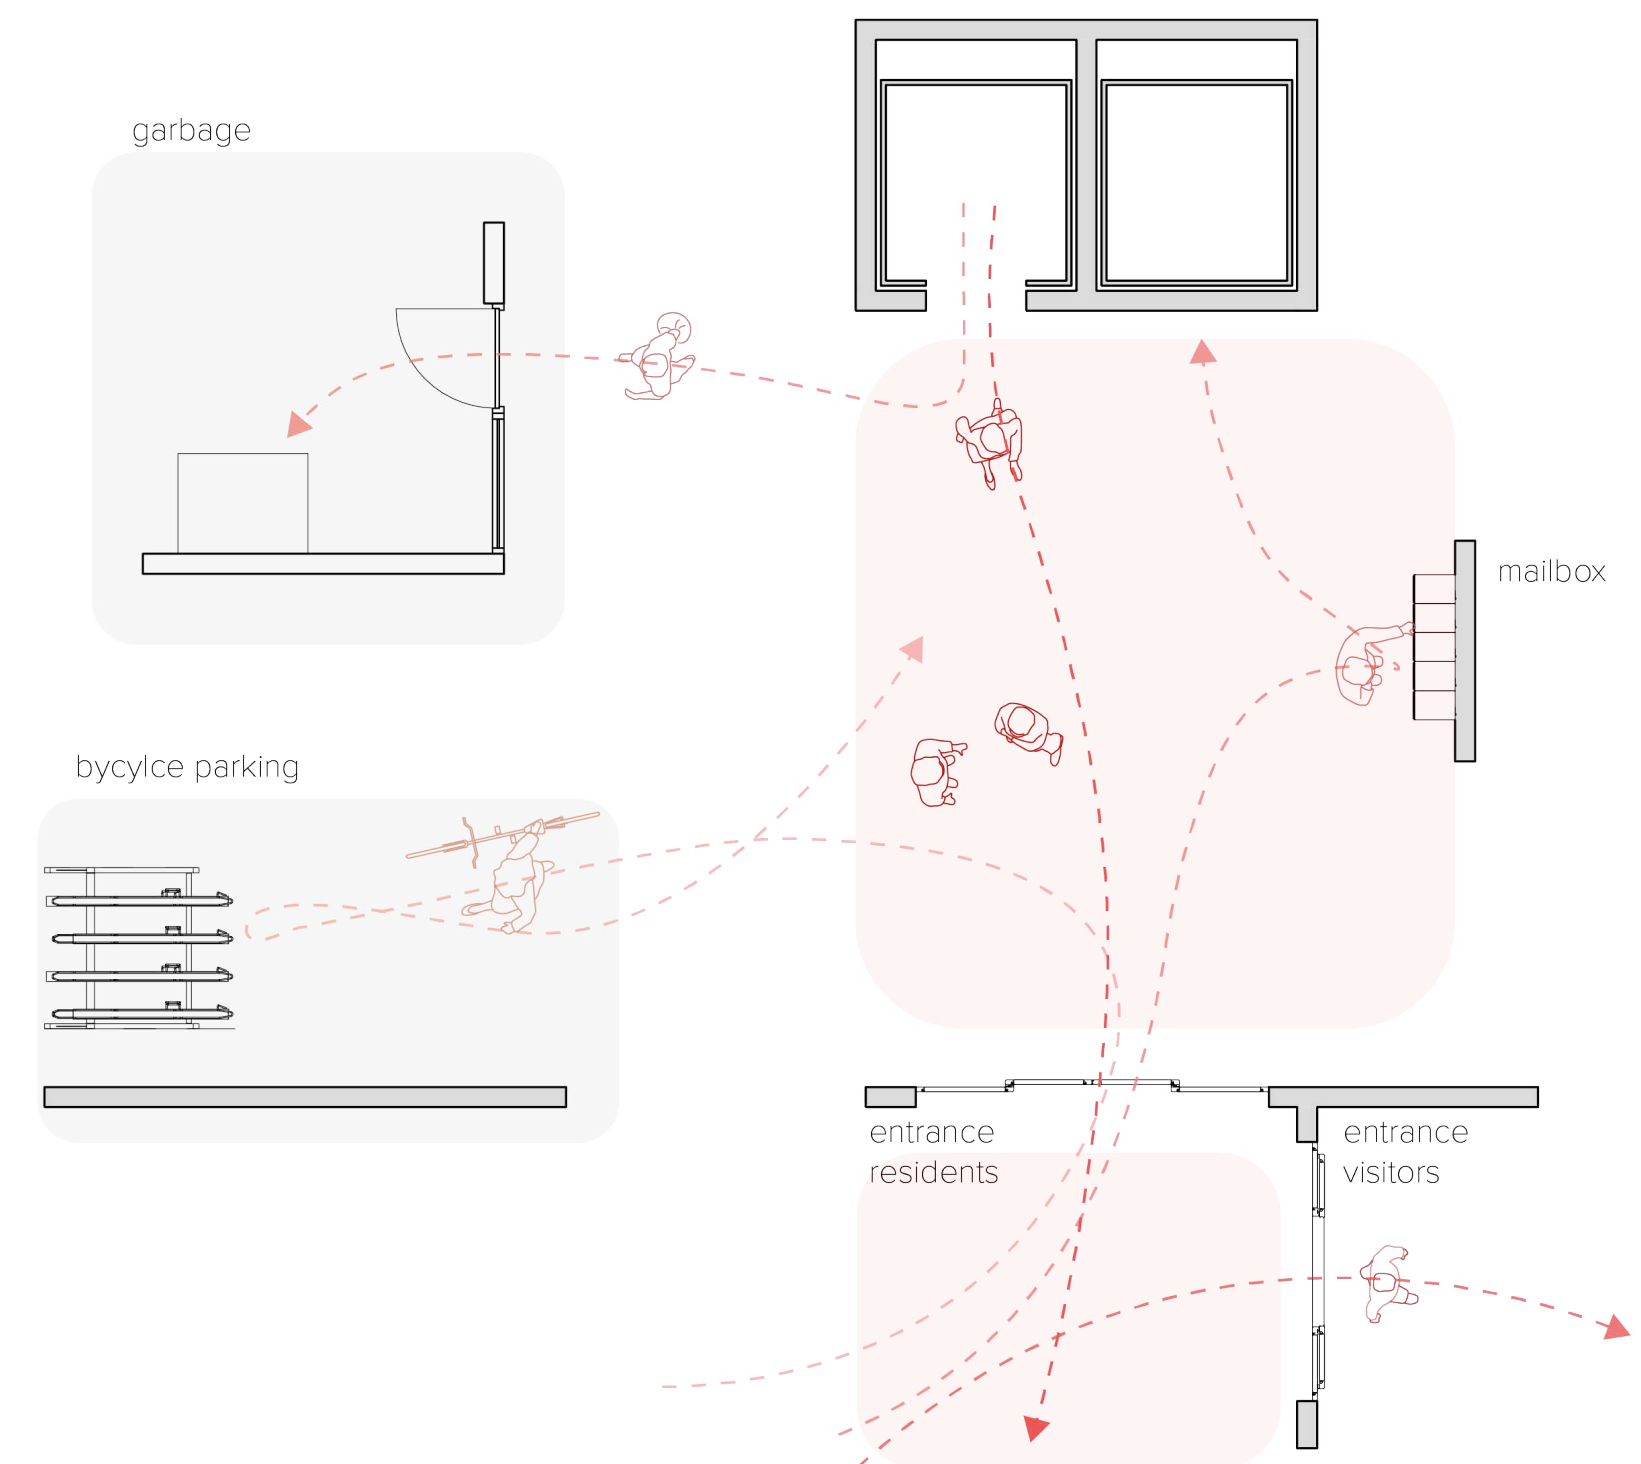 garbage
mailbox
bycylce parking
entrance
residents
entrance
visitors